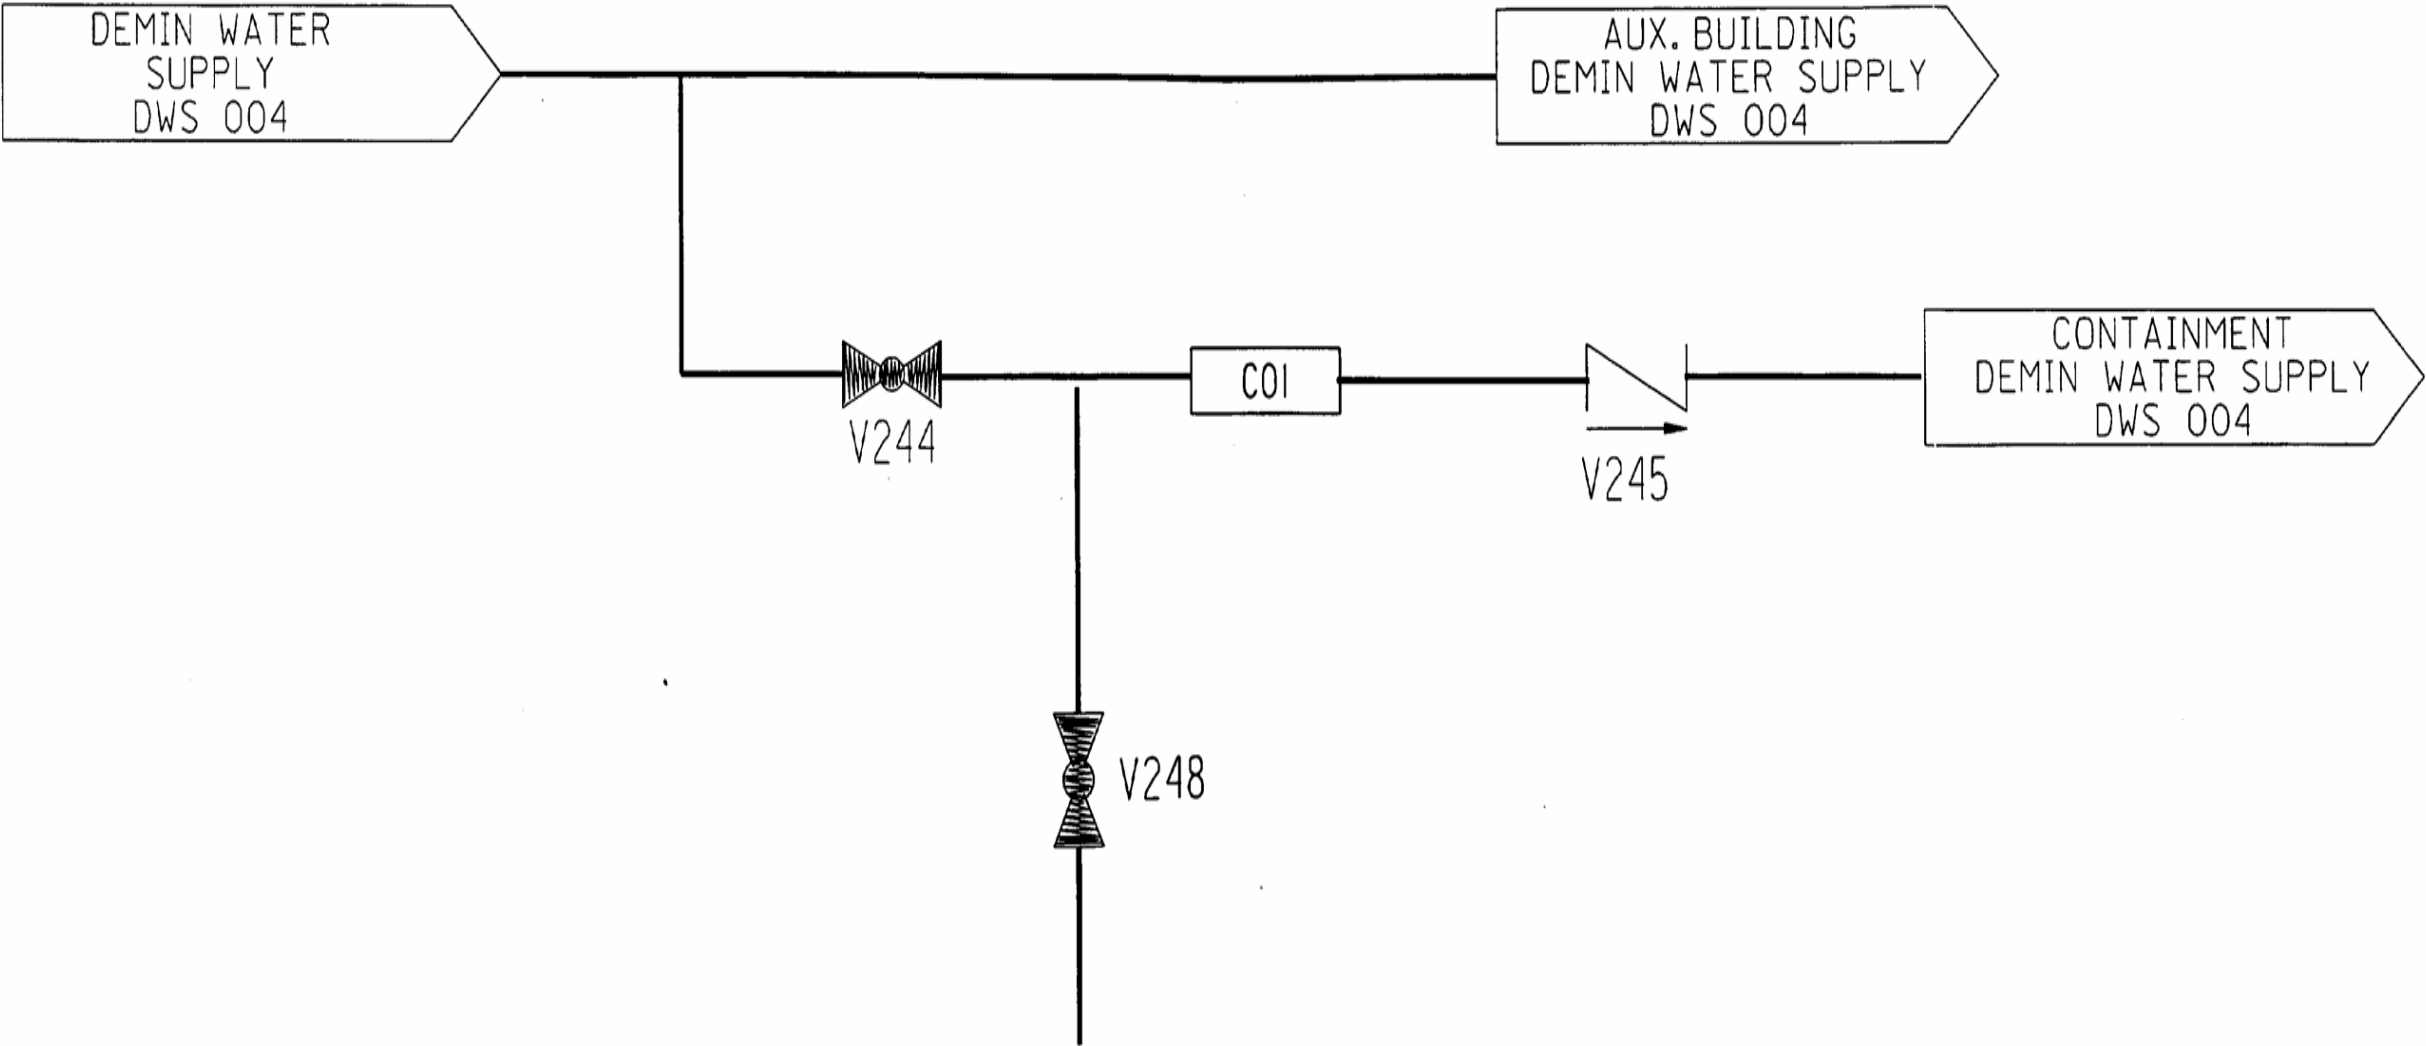 DEMIN WATER
SUPPLY
DWS 004
AUX. BUILDING
DEMIN WATER SUPPLY
DWS 004
CONTAINMENT
DEMIN WATER SUPPLY
DWS 004
V244
C01
V245
V248